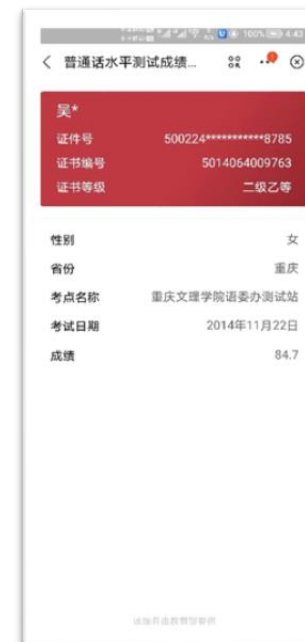 100% 4:43
普通话水平测试成绩...
吴*
证件号 500224***********8785
证书编号 5014064009763
证书等级 二级乙等
性别 女
省份 重庆
考点名称 重庆文理学院语委办测试站
考试日期 2014年11月22日
成绩 84.7